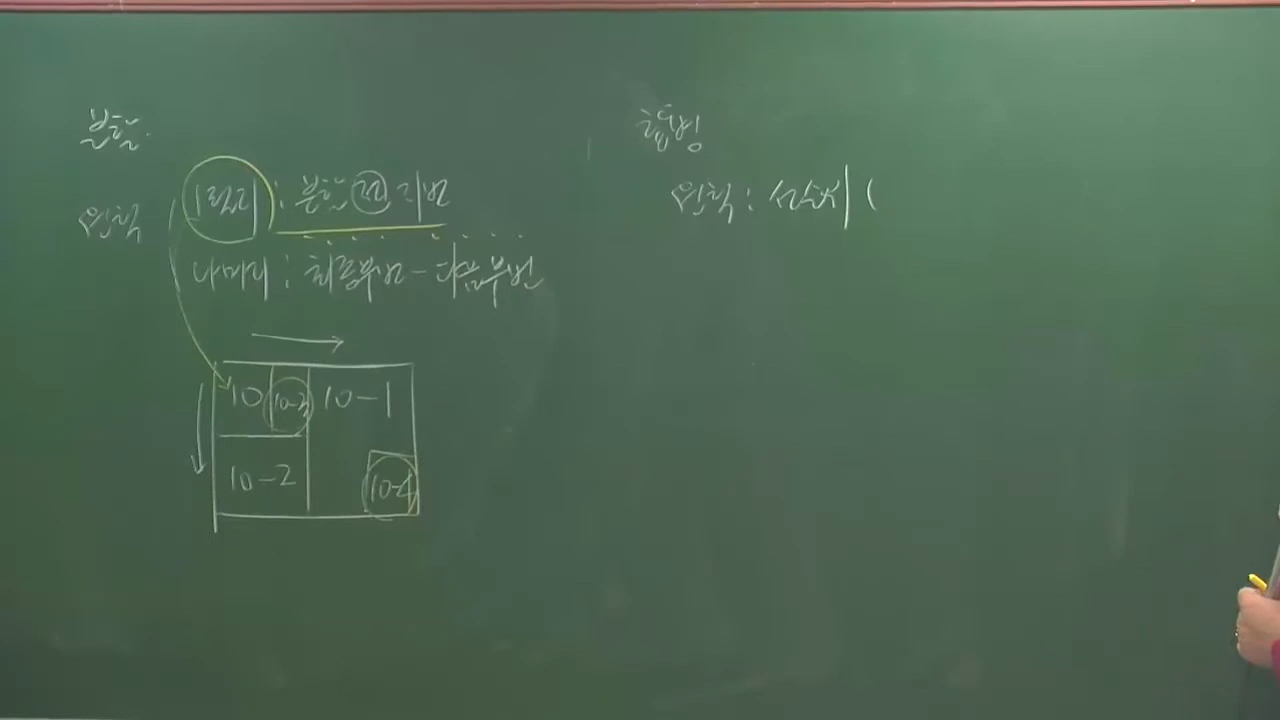 분할
원칙 1필지 : 분할 전 지번
나머지 : 최종부번 - 다음부번
10 10-3 10-1
10-2 10-4
합병
원칙 : 선순위 (